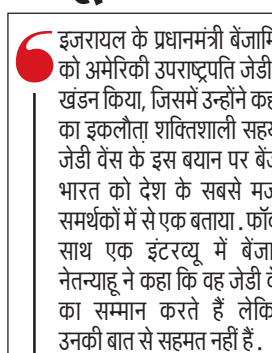 इजरायल के प्रधानमंत्री बेंजामि
को अमेरिकी उपराष्ट्रपति जेडी
खंडन किया, जिसमें उन्होंने कह
का इकलौता शक्तिशाली सहय
जेडी वेंस के इस बयान पर बेंज
भारत को देश के सबसे मज
समर्थकों में से एक बताया. फॉक
साथ एक इंटरव्यू में बेंजा
नेतन्याहू ने कहा कि वह जेडी वे
का सम्मान करते हैं लेकि
उनकी बात से सहमत नहीं हैं.